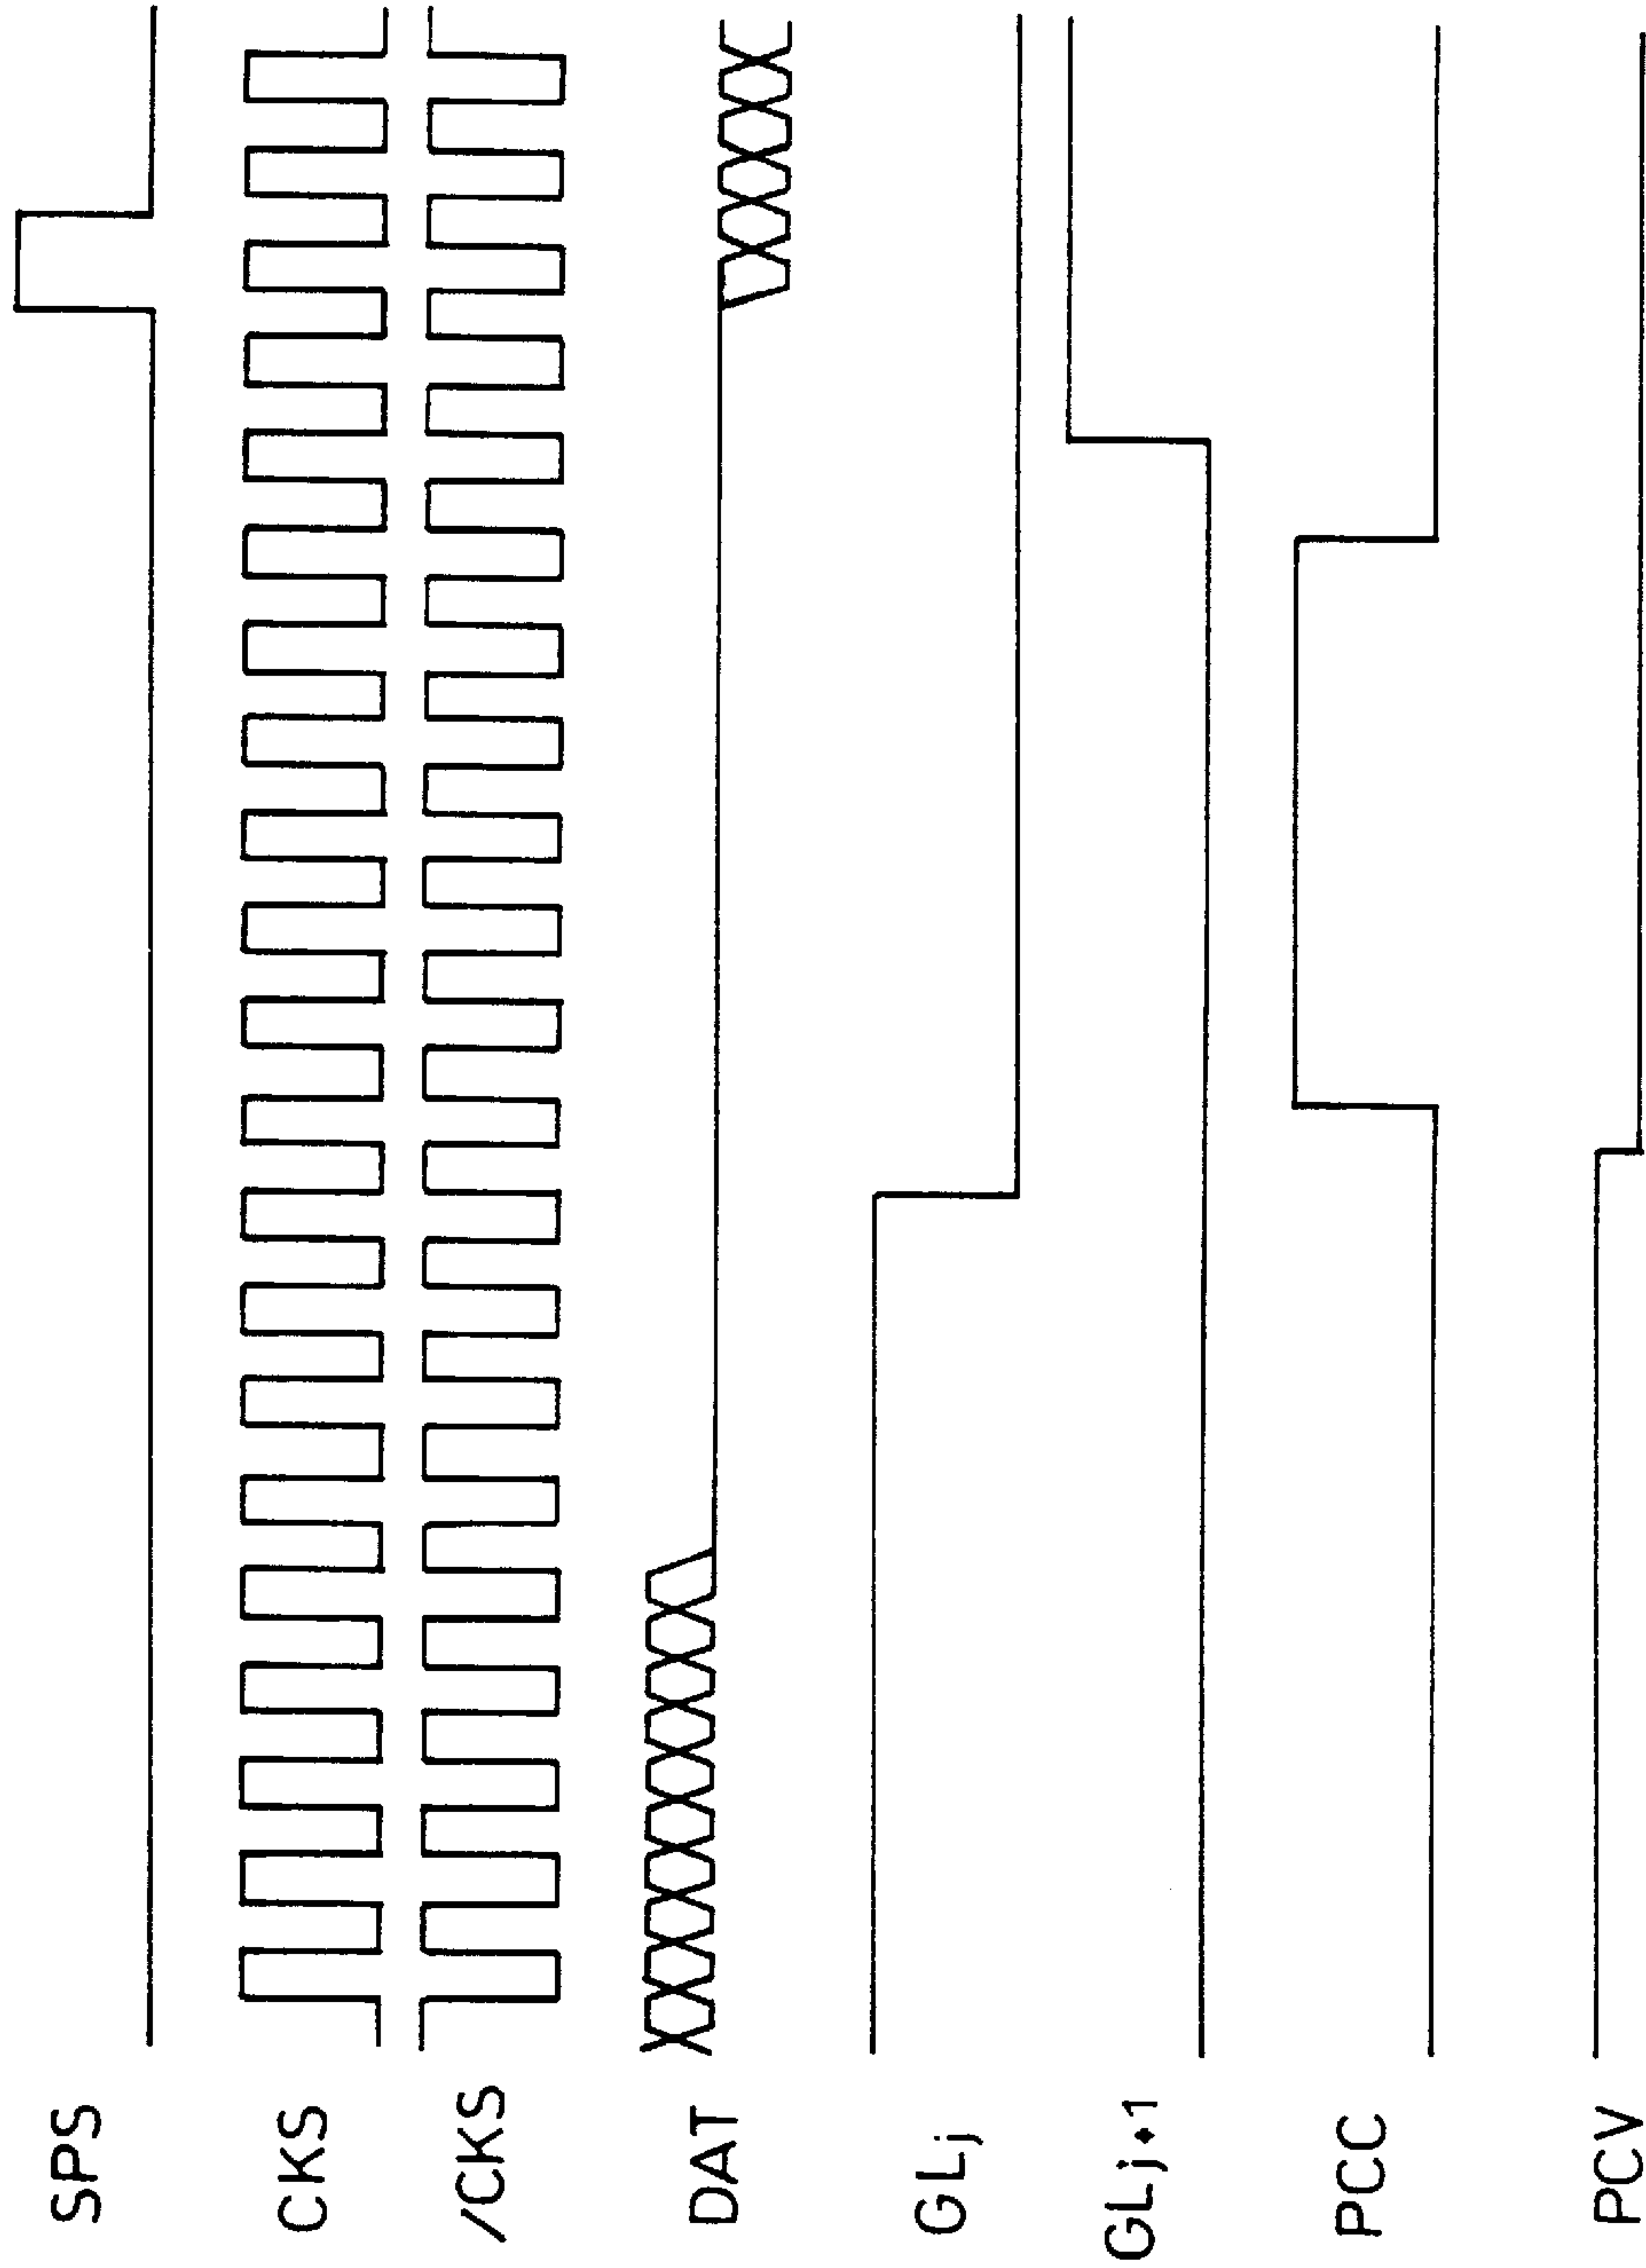 SPS
CKS
/CKS
DAT
GLj
GLj+1
PCC
PCV